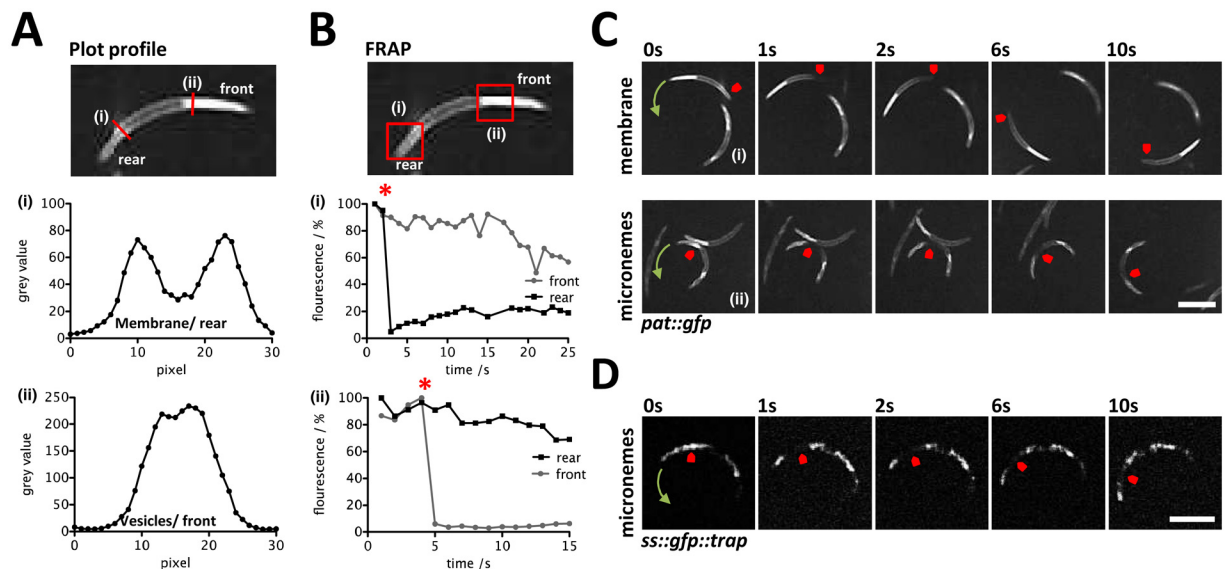 A
Plot profile
(i)
(ii)
front
rear
(i)
grey value
100
80
60
40
20
0
Membrane/ rear
0
10
20
30
pixel
(ii)
grey value
250
200
150
100
50
0
Vesicles/ front
0
10
20
30
pixel
B
FRAP
(i)
front
(ii)
rear
(i)
*
flourescence / %
100
80
60
40
20
0
front
rear
0
5
10
15
20
25
time /s
(ii)
*
flourescence / %
100
80
60
40
20
0
rear
front
0
5
10
15
time /s
C
0s
1s
2s
6s
10s
membrane
(i)
micronemes
(ii)
pat::gfp
D
0s
1s
2s
6s
10s
micronemes
ss::gfp::trap